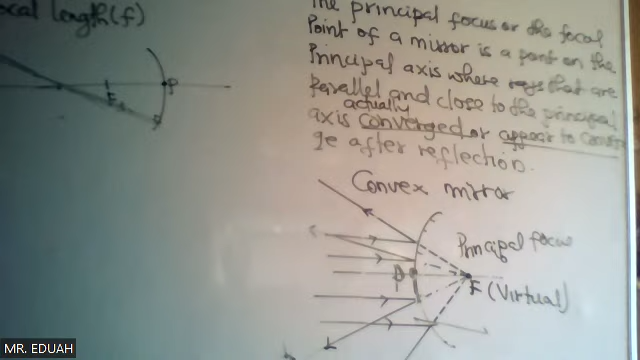 ocal length(f)
P
F
The principal focus or the focal
Point of a mirror is a point on the
Principal axis where rays that are
Parallel and close to the principal
actually
axis is converged or appear to conver
ge after reflection.
Convex mirror
Principal focus
P
F (Virtual)
MR. EDUAH